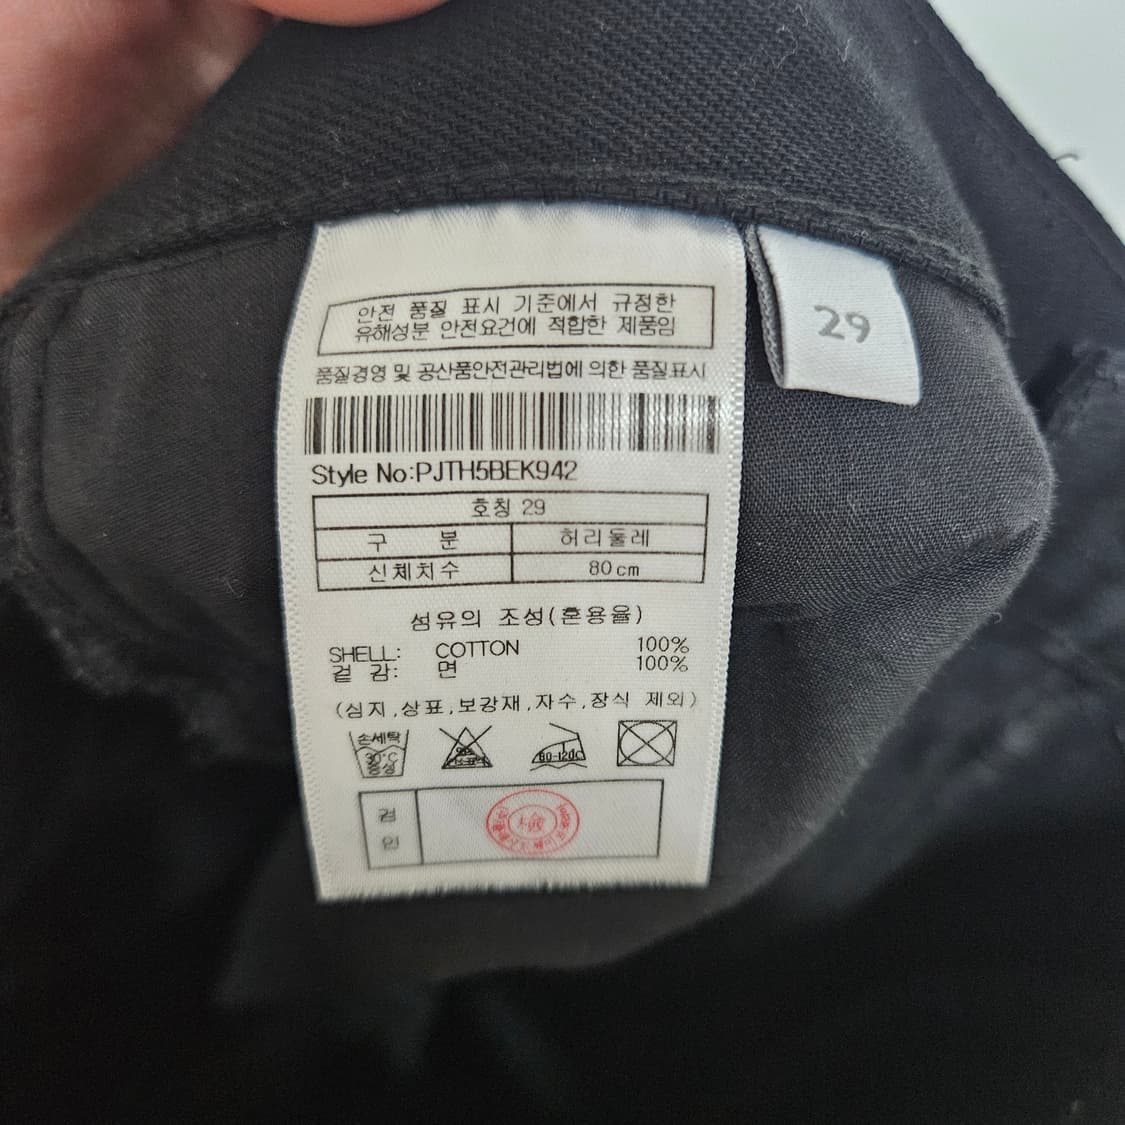 안전 품질 표시 기준에서 규정한
유해성분 안전요건에 적합한 제품임
품질경영 및 공산품안전관리법에 의한 품질표시
Style No:PJTH5BEK942
호칭 29
구 분 허리둘레
신체치수 80cm
섬유의 조성(혼용율)
SHELL: COTTON 100%
겉 감: 면 100%
(심지,상표,보강재,자수,장식 제외)
손세탁
30°C
중성
80-120C
검
인
檢
29